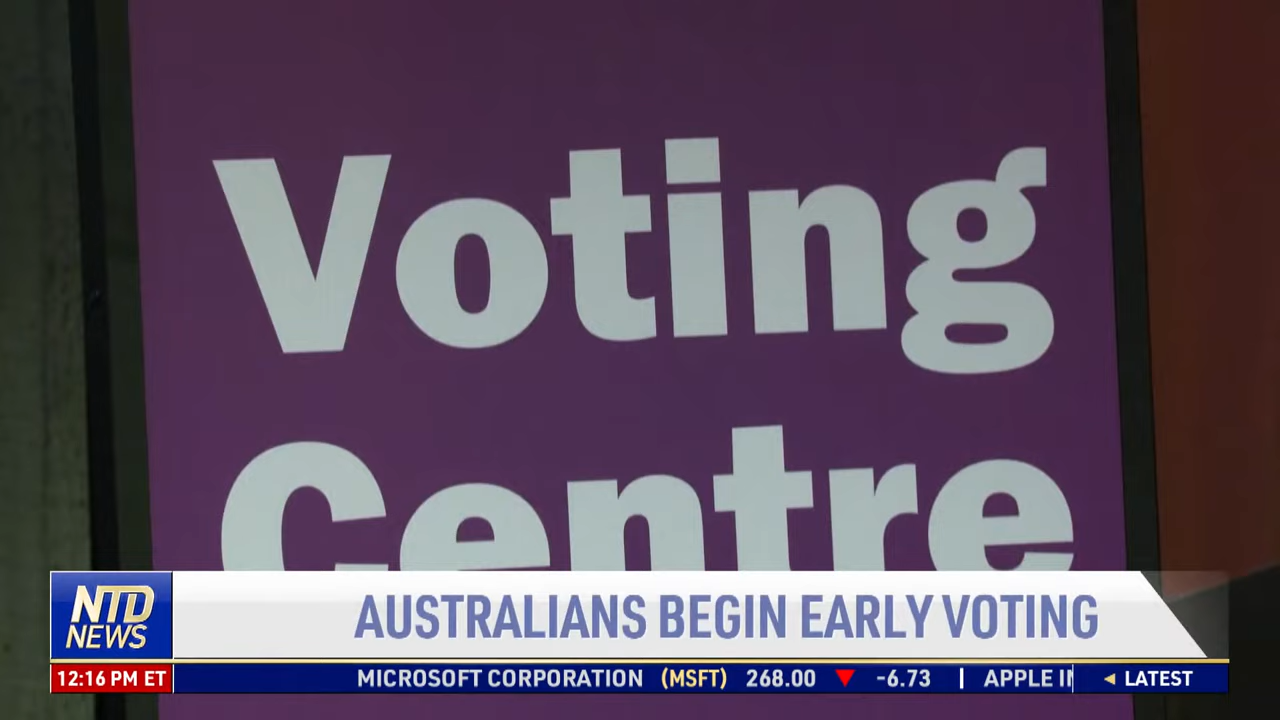 Voting
Centre
NTD
NEWS
AUSTRALIANS BEGIN EARLY VOTING
12:16 PM ET
MICROSOFT CORPORATION (MSFT) 268.00 ▼ -6.73 | APPLE
◄ LATEST